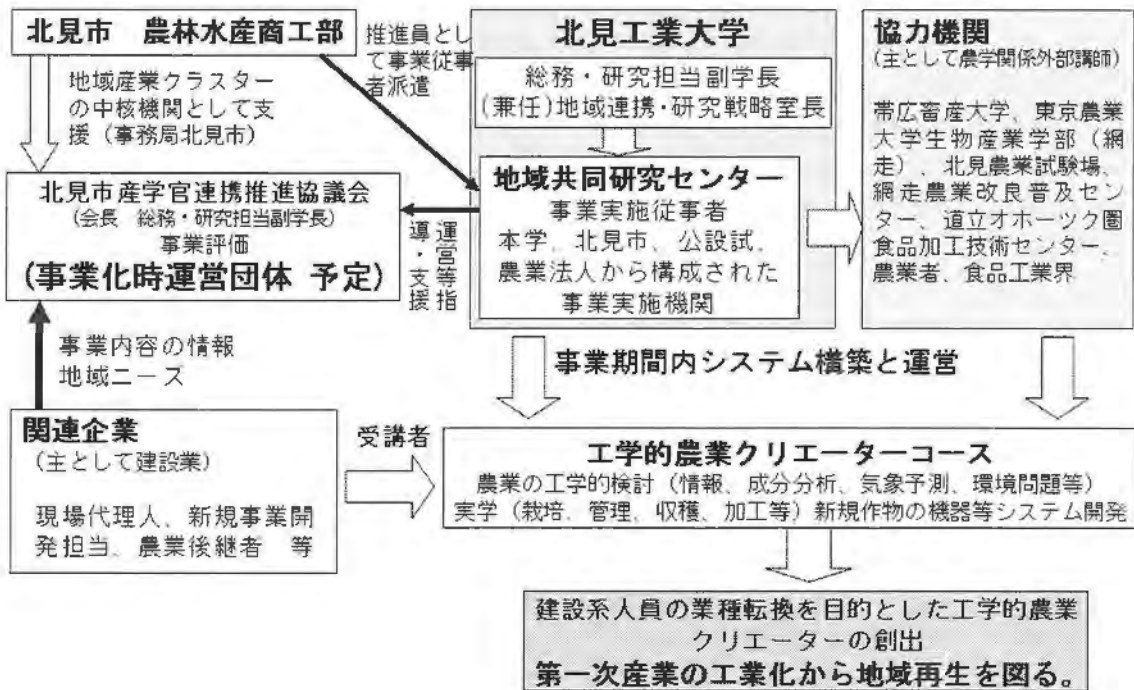 北見市 農林水産商工部
推進員とし
て事業従事
者派遣
地域産業クラスター
の中核機関として支
援（事務局北見市）
北見市産学官連携推進協議会
(会長 総務・研究担当副学長)
事業評価
(事業化時運営団体 予定)
運営等指
導・支援
事業内容の情報
地域ニーズ
関連企業
(主として建設業)
現場代理人、新規事業開
発担当、農業後継者 等
北見工業大学
総務・研究担当副学長
(兼任)地域連携・研究戦略室長
地域共同研究センター
事業実施従事者
本学、北見市、公設試、
農業法人から構成された
事業実施機関
協力機関
(主として農学関係外部講師)
帯広畜産大学、東京農業
大学生物産業学部（網
走）、北見農業試験場、
網走農業改良普及セン
ター、道立オホーツク圏
食品加工技術センター、
農業者、食品工業界
事業期間内システム構築と運営
受講者
工学的農業クリエーターコース
農業の工学的検討（情報、成分分析、気象予測、環境問題等）
実学（栽培、管理、収穫、加工等）新規作物の機器等システム開発
建設系人員の業種転換を目的とした工学的農業
クリエーターの創出
第一次産業の工業化から地域再生を図る。